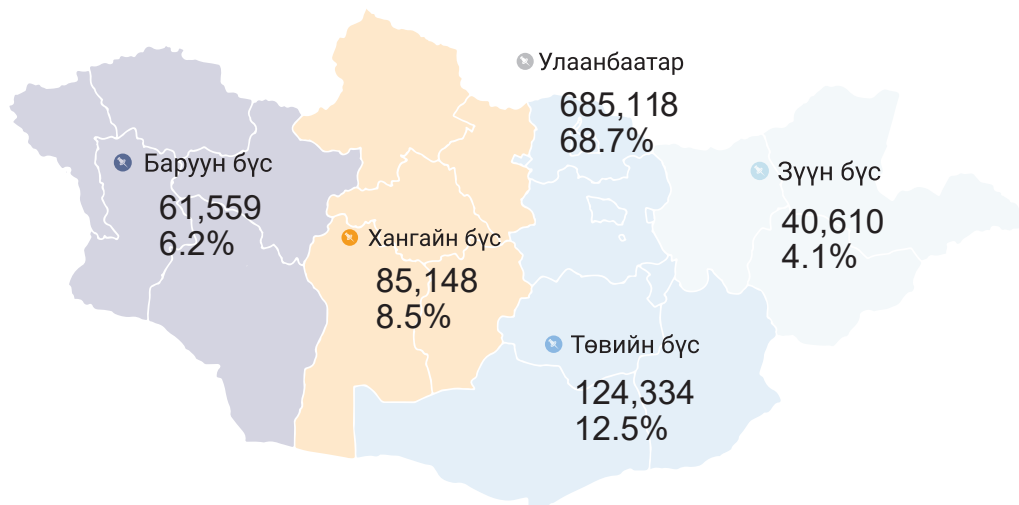 Улаанбаатар
685,118
68.7%
Баруун бүс
61,559
6.2%
Зүүн бүс
40,610
4.1%
Хангайн бүс
85,148
8.5%
Төвийн бүс
124,334
12.5%